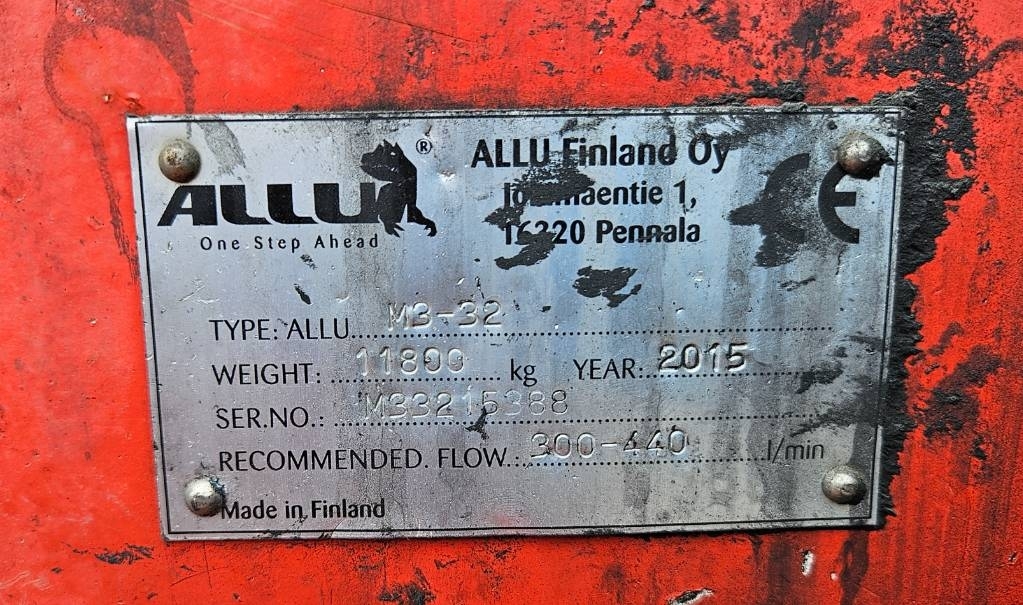 ALLU®
One Step Ahead
ALLU Finland Oy
1,
16320 Pennala
CE
TYPE: ALLU M3-32
WEIGHT: 11800 kg YEAR: 2015
SER.NO.: M33215388
RECOMMENDED. FLOW.: 300-440 l/min
Made in Finland